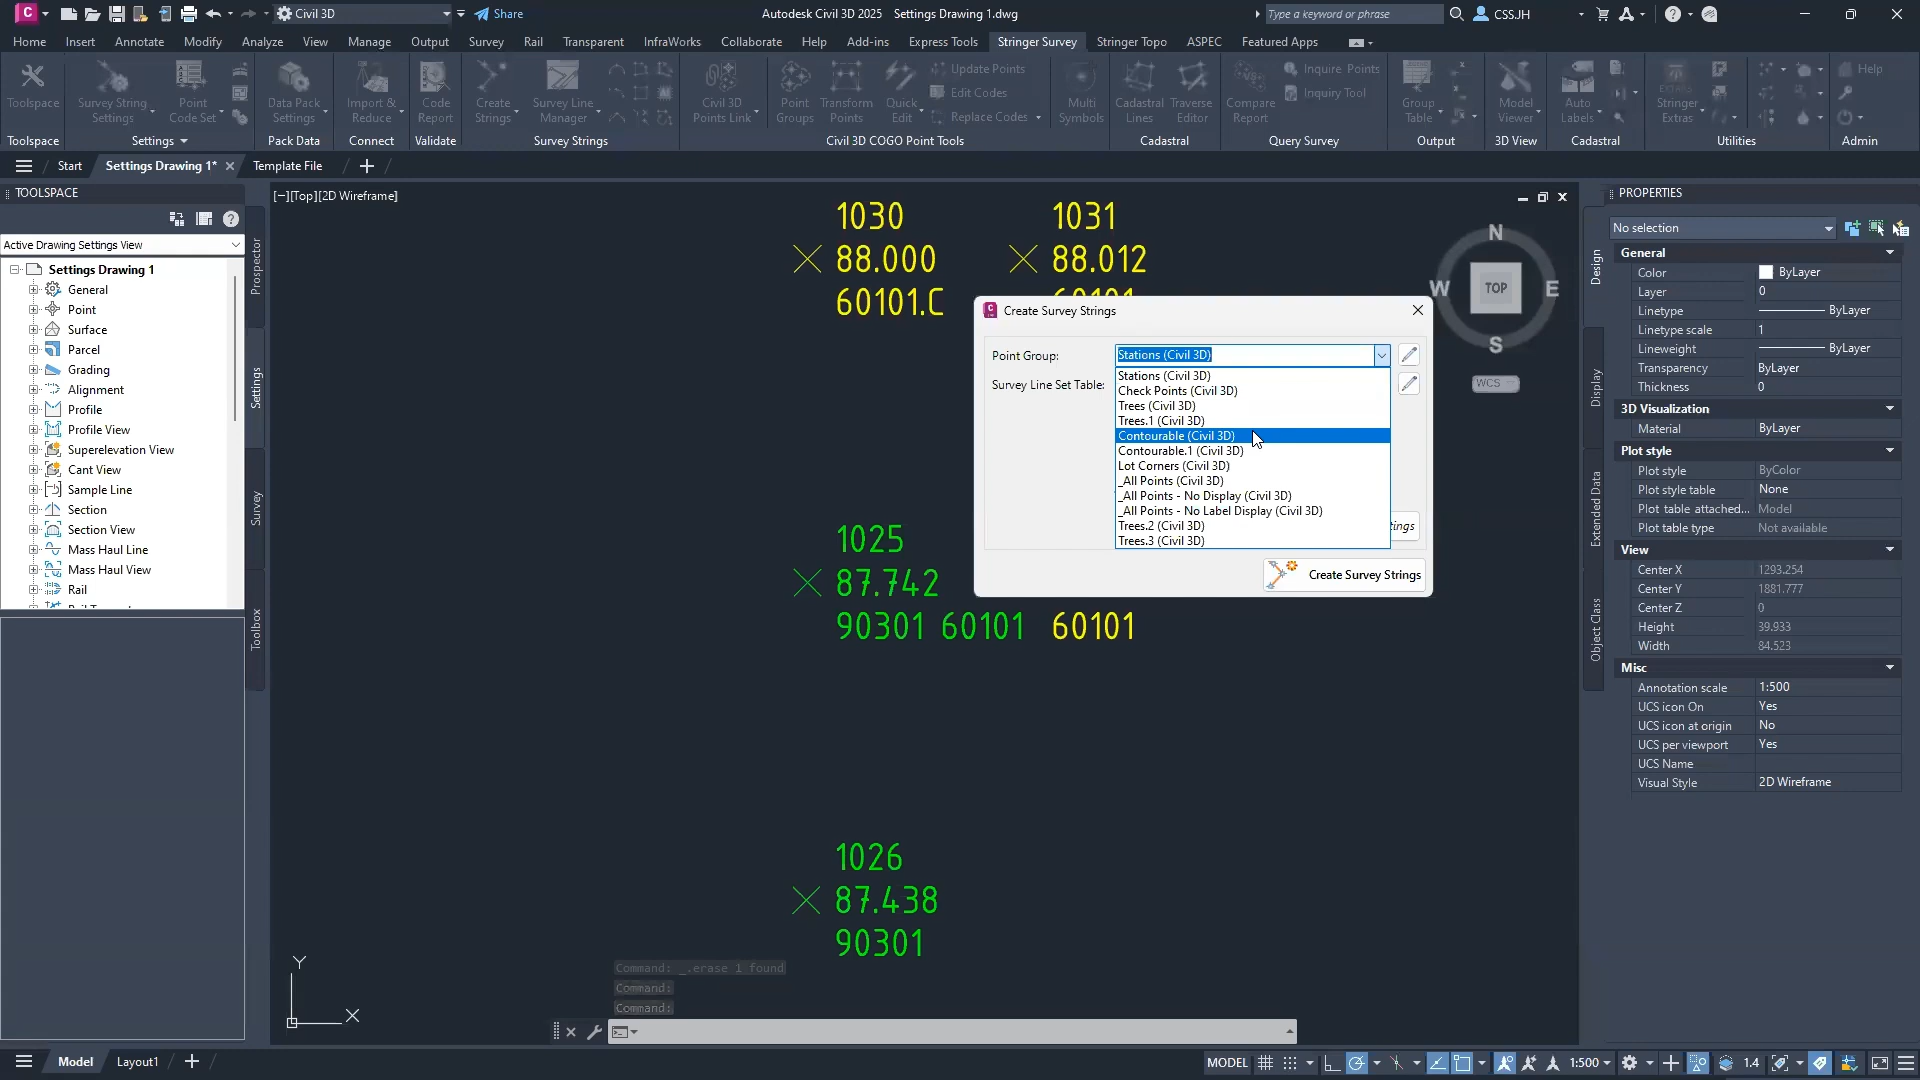 C Civil 3D Share Autodesk Civil 3D 2025 Settings Drawing 1.dwg Type a keyword or phrase CSS.JH
Home Insert Annotate Modify Analyze View Manage Output Survey Rail Transparent InfraWorks Collaborate Help Add-ins Express Tools Stringer Survey Stringer Topo ASPEC Featured Apps
Toolspace
Survey String Settings
Point Code Set
Data Pack Settings
Import & Reduce
Code Report
Create Strings
Survey Line Manager
Civil 3D Points Link
Point Groups
Transform Points
Quick Edit
Update Points
Edit Codes
Replace Codes
Multi Symbols
Cadastral Lines
Traverse Editor
Compare Report
Inquire Points
Inquiry Tool
Group Table
Model Viewer
Auto Labels
EXTRAS
Stringer Extras
Help
Toolspace Settings Pack Data Connect Validate Survey Strings Civil 3D COGO Point Tools Cadastral Query Survey Output 3D View Cadastral Utilities Admin
Start Settings Drawing 1* Template File
TOOLSPACE
Active Drawing Settings View
Settings Drawing 1
General
Point
Surface
Parcel
Grading
Alignment
Profile
Profile View
Superelevation View
Cant View
Sample Line
Section
Section View
Mass Haul Line
Mass Haul View
Rail
Prospector
Settings
Survey
Toolbox
[−][Top][2D Wireframe]
1030
88.000
60101.C
1031
88.012
1025
87.742
90301 60101
60101
1026
87.438
90301
N
W TOP E
S
WCS
Create Survey Strings
Point Group: Stations (Civil 3D)
Survey Line Set Table:
Stations (Civil 3D)
Check Points (Civil 3D)
Trees (Civil 3D)
Trees.1 (Civil 3D)
Contourable (Civil 3D)
Contourable.1 (Civil 3D)
Lot Corners (Civil 3D)
_All Points (Civil 3D)
_All Points - No Display (Civil 3D)
_All Points - No Label Display (Civil 3D)
Trees.2 (Civil 3D)
Trees.3 (Civil 3D)
tings
Create Survey Strings
Y
X
Command: _.erase 1 found
Command:
Command:
Design
Display
Extended Data
Object Class
PROPERTIES
No selection
General
Color ByLayer
Layer 0
Linetype ByLayer
Linetype scale 1
Lineweight ByLayer
Transparency ByLayer
Thickness 0
3D Visualization
Material ByLayer
Plot style
Plot style ByColor
Plot style table None
Plot table attached... Model
Plot table type Not available
View
Center X 1293.254
Center Y 1881.777
Center Z 0
Height 39.933
Width 84.523
Misc
Annotation scale 1:500
UCS icon On Yes
UCS icon at origin No
UCS per viewport Yes
UCS Name
Visual Style 2D Wireframe
Model Layout1
MODEL 1:500 1.4